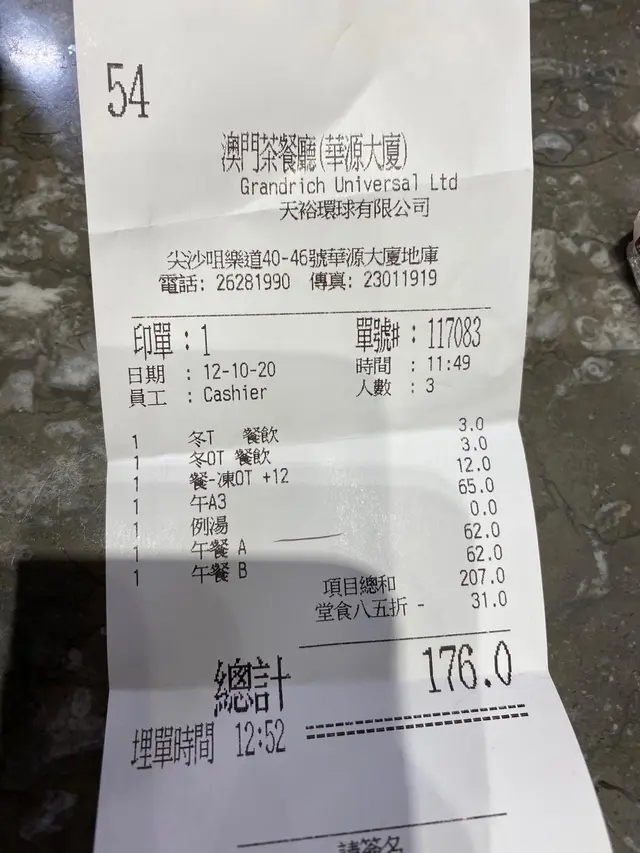 54
澳門茶餐廳(華源大廈)
Grandrich Universal Ltd
天裕環球有限公司
尖沙咀樂道40-46號華源大廈地庫
電話: 26281990 傳真: 23011919
印單 : 1 單號# : 117083
日期 : 12-10-20 時間 : 11:49
員工 : Cashier 人數 : 3
1 冬T 餐飲 3.0
1 冬OT 餐飲 3.0
1 餐-凍OT +12 12.0
1 午A3 65.0
1 例湯 0.0
1 午餐 A 62.0
1 午餐 B 62.0
項目總和 207.0
堂食八五折 - 31.0
總計 176.0
埋單時間 12:52
請簽名